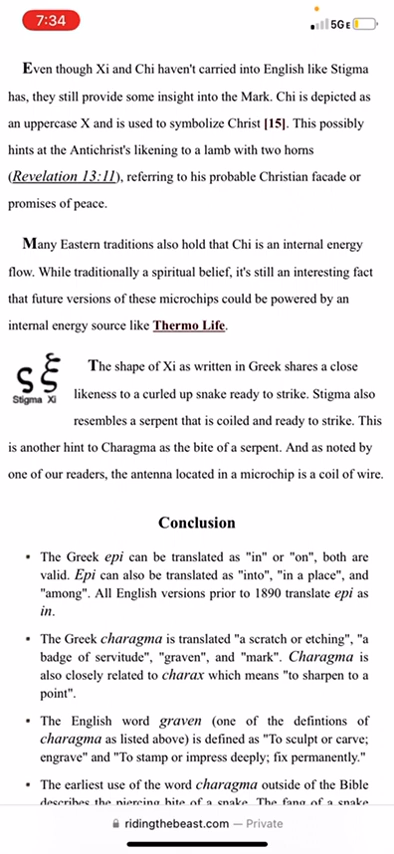 7:34
5GE
Even though Xi and Chi haven't carried into English like Stigma
has, they still provide some insight into the Mark. Chi is depicted as
an uppercase X and is used to symbolize Christ [15]. This possibly
hints at the Antichrist's likening to a lamb with two horns
(Revelation 13:11), referring to his probable Christian facade or
promises of peace.
Many Eastern traditions also hold that Chi is an internal energy
flow. While traditionally a spiritual belief, it's still an interesting fact
that future versions of these microchips could be powered by an
internal energy source like Thermo Life.
ς ξ
Stigma Xi
The shape of Xi as written in Greek shares a close
likeness to a curled up snake ready to strike. Stigma also
resembles a serpent that is coiled and ready to strike. This
is another hint to Charagma as the bite of a serpent. And as noted by
one of our readers, the antenna located in a microchip is a coil of wire.
Conclusion
• The Greek epi can be translated as "in" or "on", both are
valid. Epi can also be translated as "into", "in a place", and
"among". All English versions prior to 1890 translate epi as
in.
• The Greek charagma is translated "a scratch or etching", "a
badge of servitude", "graven", and "mark". Charagma is
also closely related to charax which means "to sharpen to a
point".
• The English word graven (one of the defintions of
charagma as listed above) is defined as "To sculpt or carve;
engrave" and "To stamp or impress deeply; fix permanently."
• The earliest use of the word charagma outside of the Bible
describes the piercing bite of a snake. The fang of a snake
ridingthebeast.com — Private